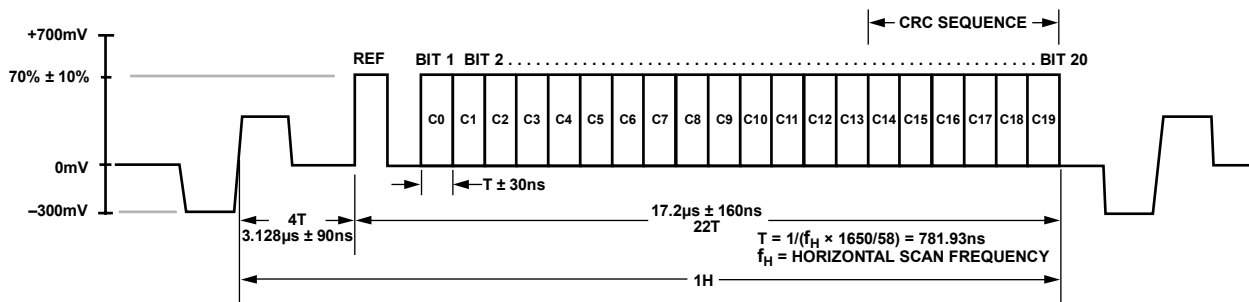 CRC SEQUENCE
+700mV
REF
BIT 1 BIT 2 . . . . . . . . . . . . . . . . . . . . . . . . . . . . . . . . . . . . . . . . . . . . . . . . . . . . . . . . . . . . . . . . . BIT 20
70% ± 10%
C0 C1 C2 C3 C4 C5 C6 C7 C8 C9 C10 C11 C12 C13 C14 C15 C16 C17 C18 C19
0mV
T ± 30ns
–300mV
4T
3.128µs ± 90ns
17.2µs ± 160ns
22T
T = 1/(fH × 1650/58) = 781.93ns
fH = HORIZONTAL SCAN FREQUENCY
1H